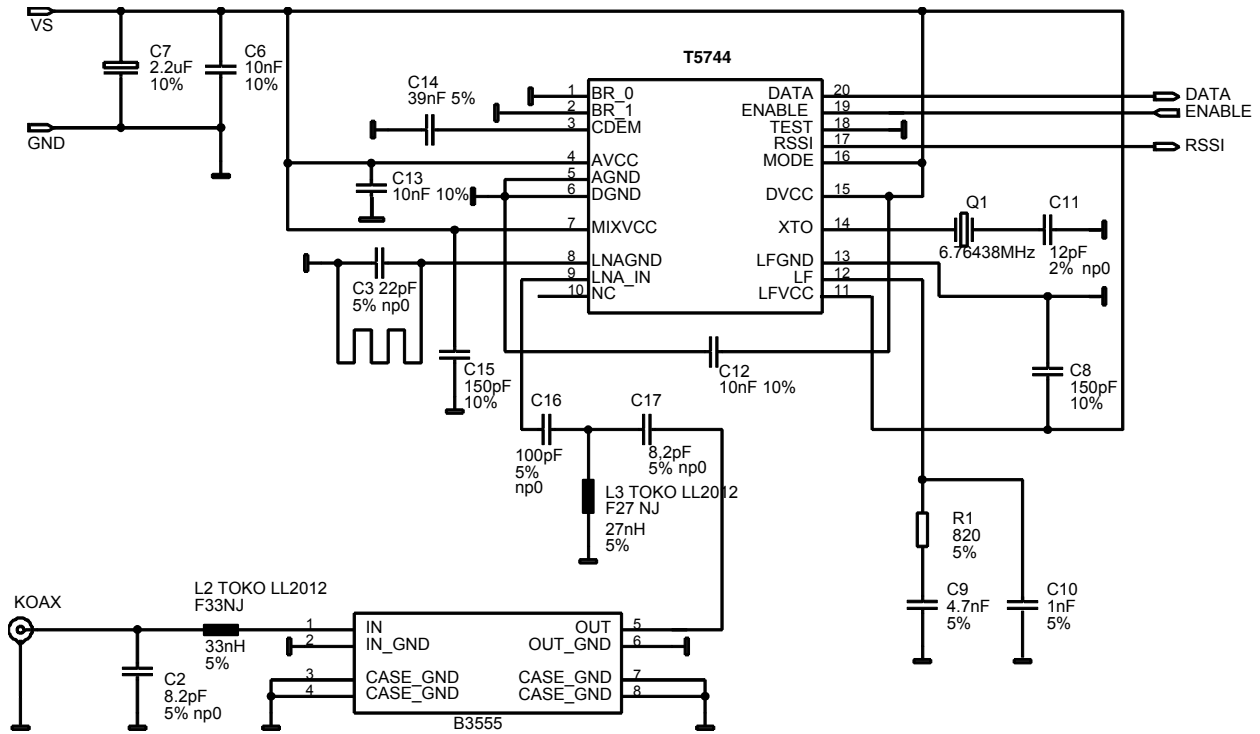 VS
C7
2.2uF
10%
C6
10nF
10%
GND
C14
39nF 5%
T5744
1 BR_0
2 BR_1
3 CDEM
4 AVCC
5 AGND
6 DGND
7 MIXVCC
8 LNAGND
9 LNA_IN
10 NC
DATA 20
ENABLE 19
TEST 18
RSSI 17
MODE 16
DVCC 15
XTO 14
LFGND 13
LF 12
LFVCC 11
DATA
ENABLE
RSSI
C13
10nF 10%
C3 22pF
5% np0
C15
150pF
10%
Q1
6.76438MHz
C11
12pF
2% np0
C12
10nF 10%
C8
150pF
10%
C16
100pF
5%
np0
C17
8,2pF
5% np0
L3 TOKO LL2012
F27 NJ
27nH
5%
R1
820
5%
C9
4.7nF
5%
C10
1nF
5%
KOAX
L2 TOKO LL2012
F33NJ
33nH
5%
C2
8.2pF
5% np0
1 IN
2 IN_GND
3 CASE_GND
4 CASE_GND
OUT 5
OUT_GND 6
CASE_GND 7
CASE_GND 8
B3555